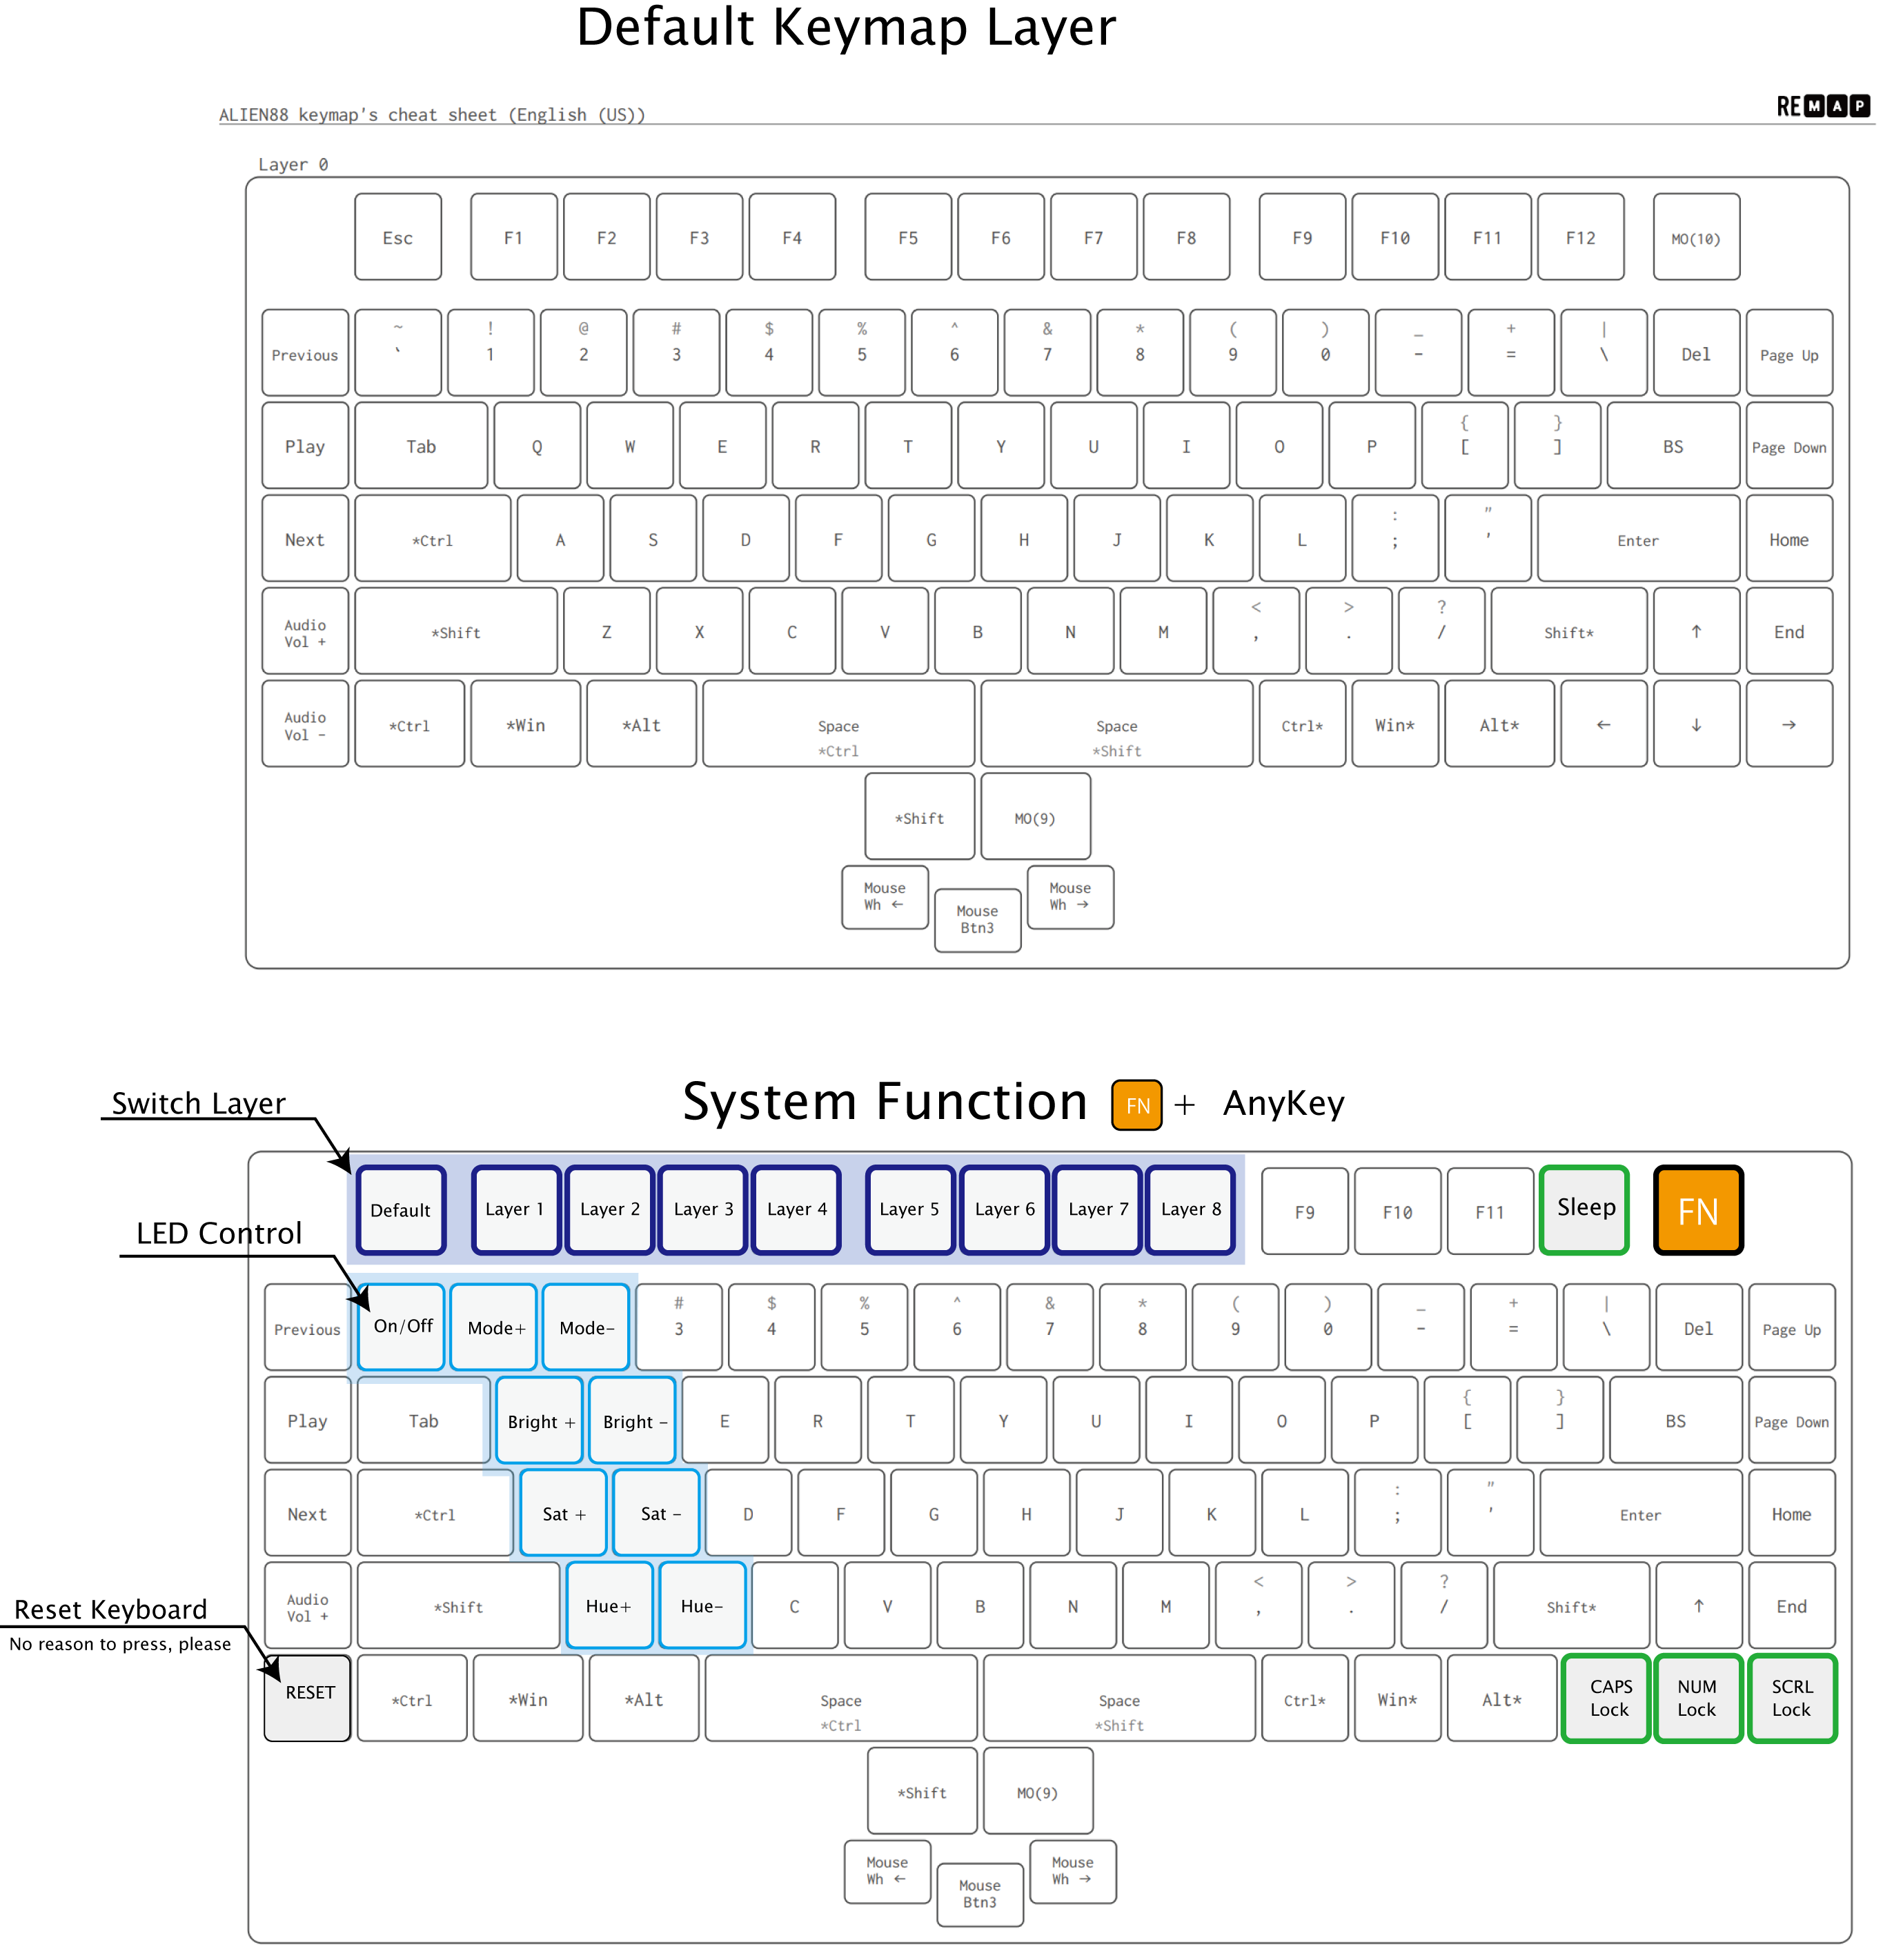 Default Keymap Layer
ALIEN88 keymap's cheat sheet (English (US))
REMAP
Layer 0
Esc F1 F2 F3 F4 F5 F6 F7 F8 F9 F10 F11 F12 MO(10)
~ ! @ # $ % ^ & * ( ) _ + |
Previous ` 1 2 3 4 5 6 7 8 9 0 - = \ Del Page Up
{ }
Play Tab Q W E R T Y U I O P [ ] BS Page Down
: "
Next *Ctrl A S D F G H J K L ; ' Enter Home
< > ?
Audio
Vol + *Shift Z X C V B N M , . / Shift* ↑ End
Audio
Vol - *Ctrl *Win *Alt Space Space Ctrl* Win* Alt* ← ↓ →
*Ctrl *Shift
*Shift MO(9)
Mouse
Wh ←
Mouse
Btn3
Mouse
Wh →
System Function FN + AnyKey
Switch Layer
Default Layer 1 Layer 2 Layer 3 Layer 4 Layer 5 Layer 6 Layer 7 Layer 8 F9 F10 F11 Sleep FN
LED Control
# $ % ^ & * ( ) _ + |
Previous On/Off Mode+ Mode- 3 4 5 6 7 8 9 0 - = \ Del Page Up
{ }
Play Tab Bright + Bright - E R T Y U I O P [ ] BS Page Down
: "
Next *Ctrl Sat + Sat - D F G H J K L ; ' Enter Home
< > ?
Audio
Vol + *Shift Hue+ Hue- C V B N M , . / Shift* ↑ End
Reset Keyboard
No reason to press, please
RESET *Ctrl *Win *Alt Space Space Ctrl* Win* Alt*
*Ctrl *Shift
CAPS
Lock
NUM
Lock
SCRL
Lock
*Shift MO(9)
Mouse
Wh ←
Mouse
Btn3
Mouse
Wh →